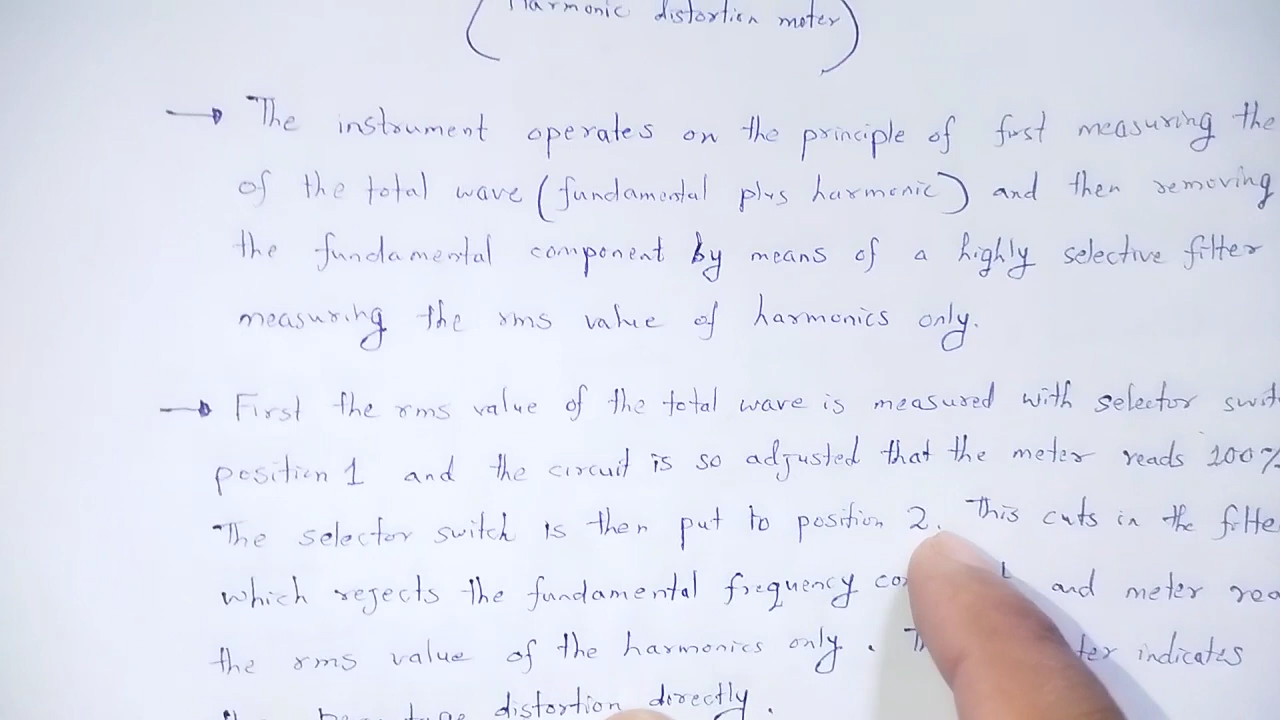 (Harmonic distortion meter)
→ The instrument operates on the principle of first measuring the
of the total wave (fundamental plus harmonic) and then removing
the fundamental component by means of a highly selective filter
measuring the rms value of harmonics only.
→ First the rms value of the total wave is measured with selector
position 1 and the circuit is so adjusted that the meter reads 100%
The selector switch is then put to position 2. This cuts in the
which rejects the fundamental frequency and meter
the rms value of the harmonics only. indicates
distortion directly.